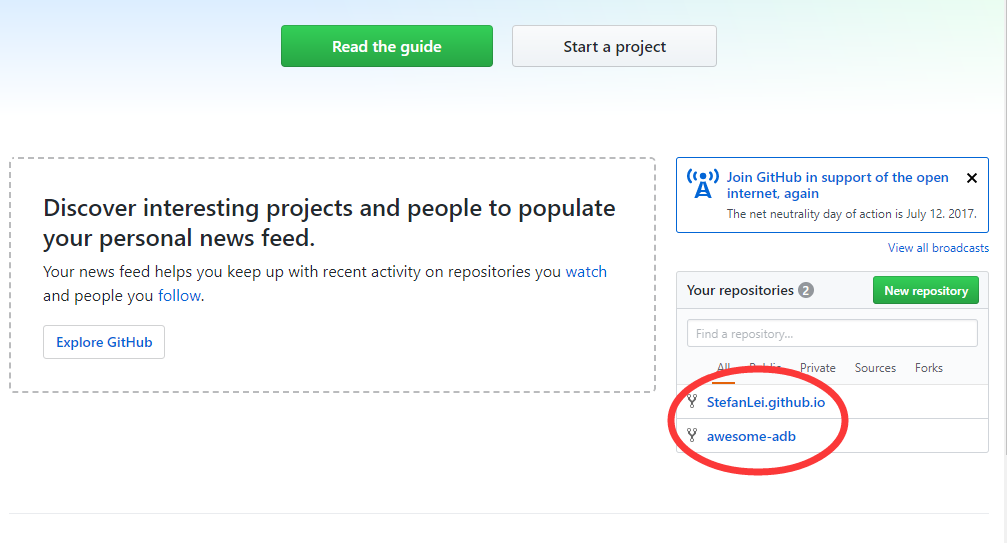 Read the guide
Start a project
Discover interesting projects and people to populate
your personal news feed.
Your news feed helps you keep up with recent activity on repositories you watch
and people you follow.
Explore GitHub
Join GitHub in support of the open
internet, again
The net neutrality day of action is July 12. 2017.
View all broadcasts
Your repositories 2
New repository
Find a repository...
All Public Private Sources Forks
StefanLei.github.io
awesome-adb